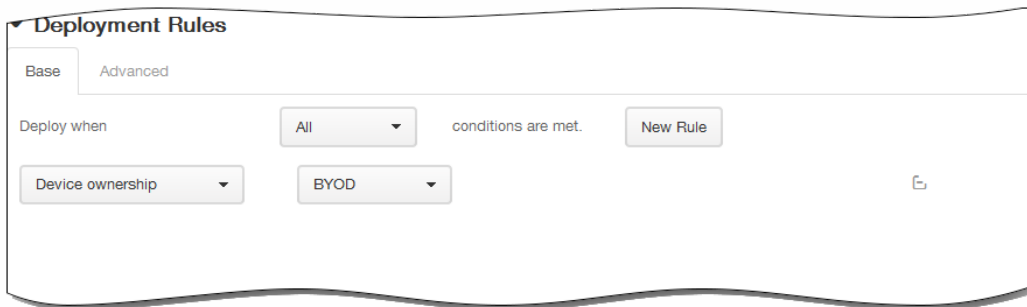 Deployment Rules
Base Advanced
Deploy when All conditions are met. New Rule
Device ownership BYOD